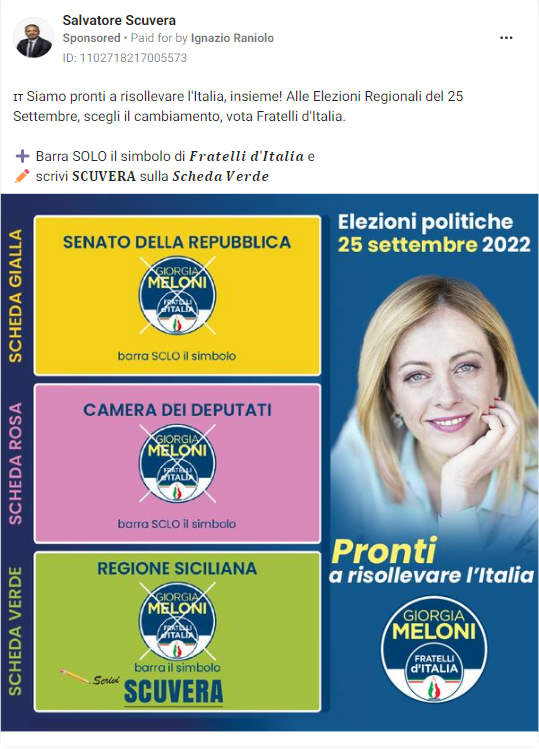 Salvatore Scuvera
Sponsored • Paid for by Ignazio Raniolo
ID: 1102718217005573
IT Siamo pronti a risollevare l'Italia, insieme! Alle Elezioni Regionali del 25
Settembre, scegli il cambiamento, vota Fratelli d'Italia.
➕ Barra SOLO il simbolo di Fratelli d'Italia e
✏️ scrivi SCUVERA sulla Scheda Verde
SCHEDA GIALLA
SENATO DELLA REPUBBLICA
GIORGIA
MELONI
FRATELLI
d'ITALIA
barra SCLO il simbolo
SCHEDA ROSA
CAMERA DEI DEPUTATI
GIORGIA
MELONI
FRATELLI
d'ITALIA
barra SCLO il simbolo
SCHEDA VERDE
REGIONE SICILIANA
GIORGIA
MELONI
FRATELLI
d'ITALIA
barra il simbolo
Scrivi SCUVERA
Elezioni politiche
25 settembre 2022
Pronti
a risollevare l'Italia
GIORGIA
MELONI
FRATELLI
d'ITALIA